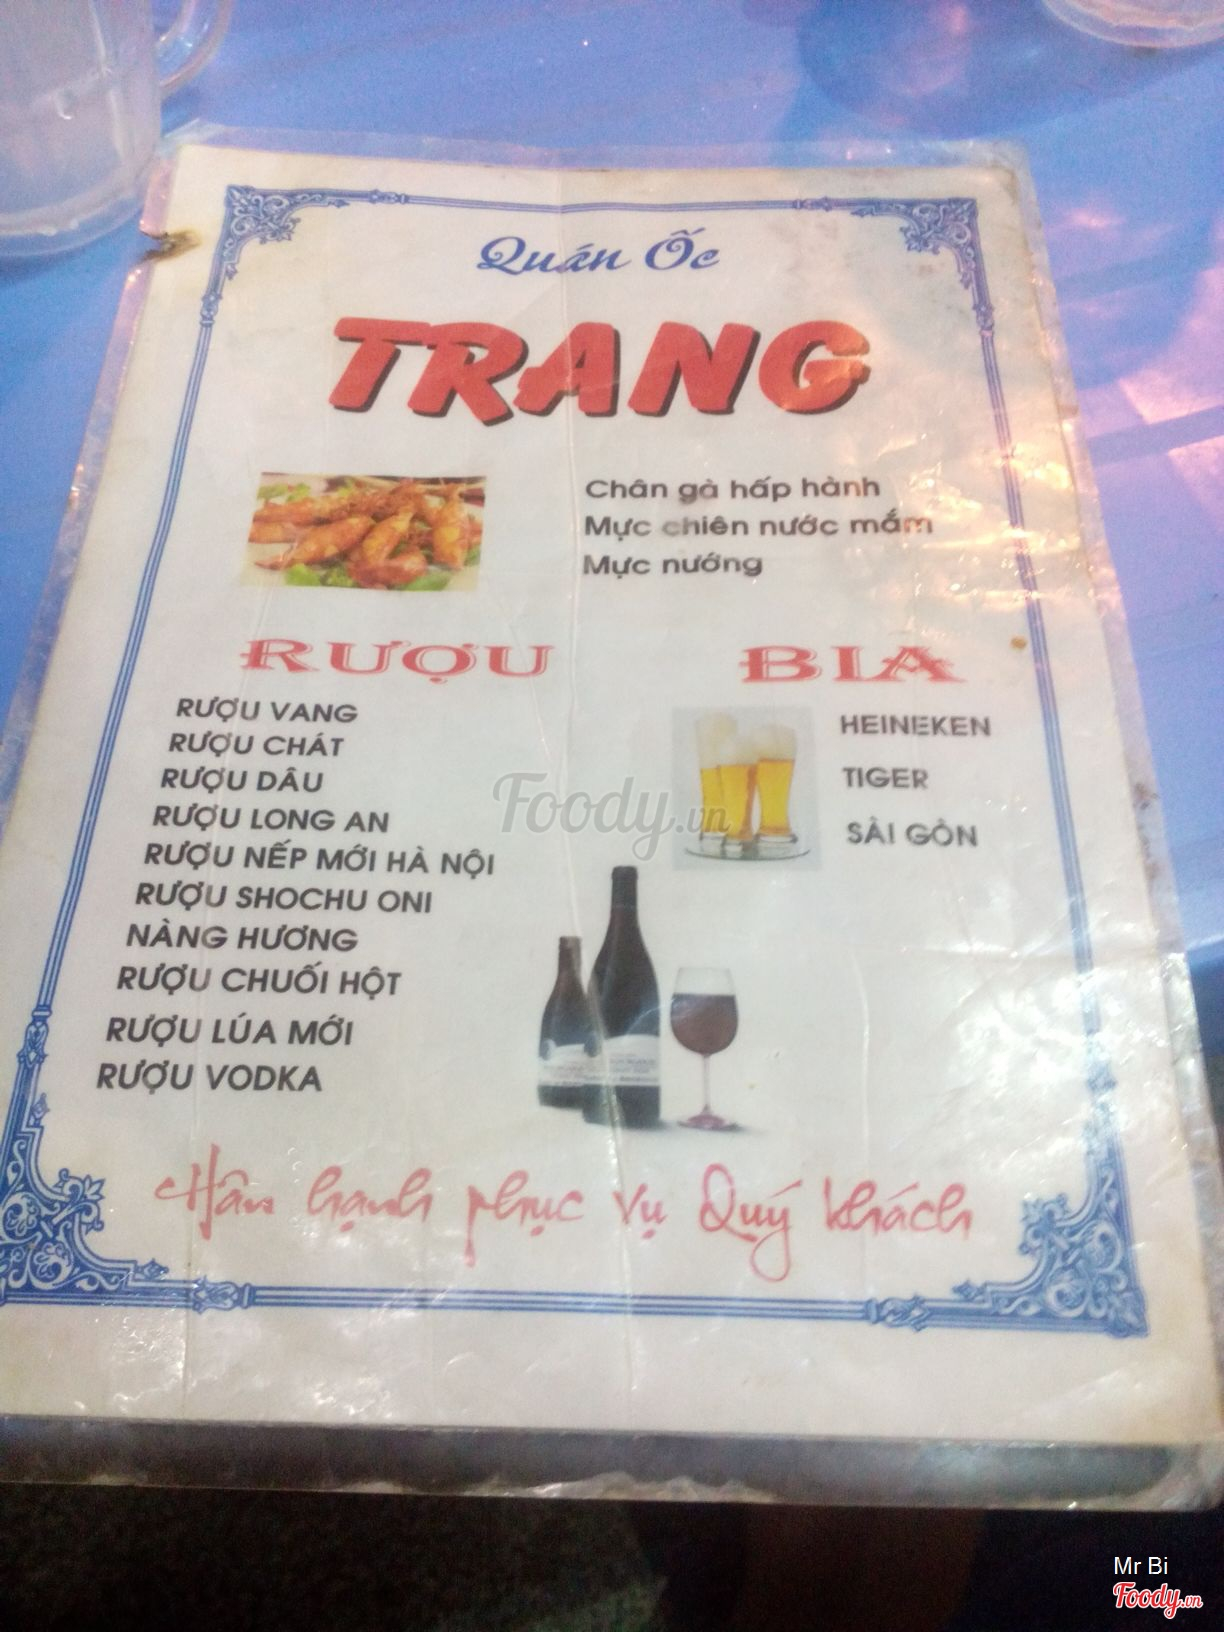 Quán Ốc
TRANG
Chân gà hấp hành
Mực chiên nước mắm
Mực nướng
RƯỢU
RƯỢU VANG
RƯỢU CHÁT
RƯỢU DÂU
RƯỢU LONG AN
RƯỢU NẾP MỚI HÀ NỘI
RƯỢU SHOCHU ONI
NÀNG HƯƠNG
RƯỢU CHUỐI HỘT
RƯỢU LÚA MỚI
RƯỢU VODKA
BIA
HEINEKEN
TIGER
SÀI GÒN
Foody.vn
Hân hạnh phục vụ Quý khách
Mr Bi
Foody.vn